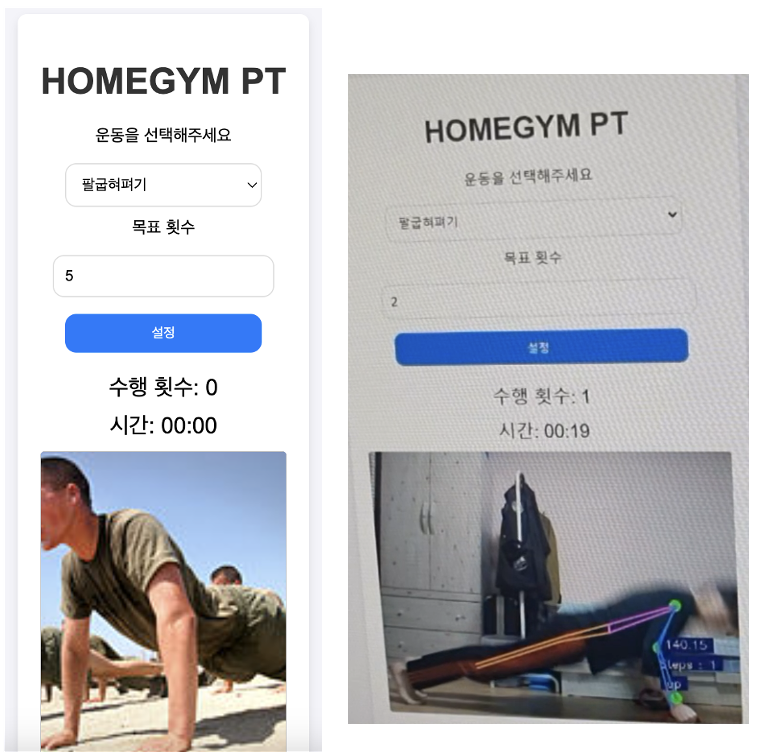 HOMEGYM PT
운동을 선택해주세요
팔굽혀펴기
목표 횟수
5
설정
수행 횟수: 0
시간: 00:00
HOMEGYM PT
운동을 선택해주세요
팔굽혀펴기
목표 횟수
2
설정
수행 횟수: 1
시간: 00:19
140.15
Steps : 1
up